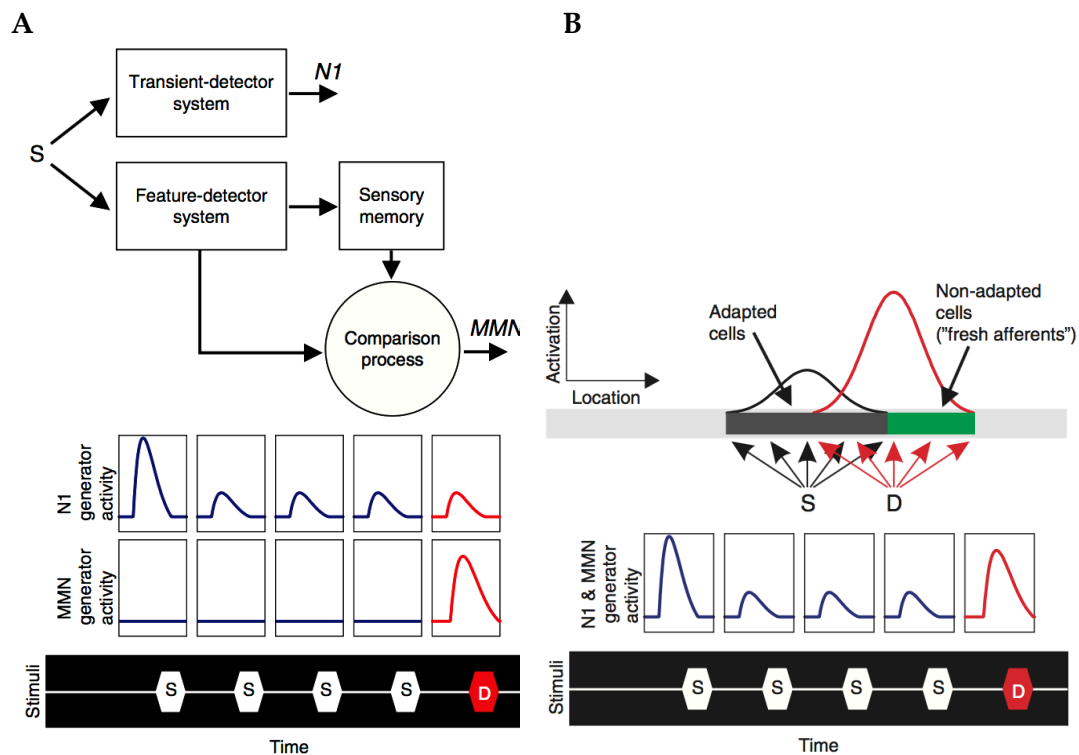 A
Transient-detector
system
N1
S
Feature-detector
system
Sensory
memory
Comparison
process
MMN
N1
generator
activity
MMN
generator
activity
Stimuli
S
S
S
S
D
Time
B
Activation
Location
Adapted
cells
Non-adapted
cells
("fresh afferents")
S
D
N1 & MMN
generator
activity
Stimuli
S
S
S
S
D
Time